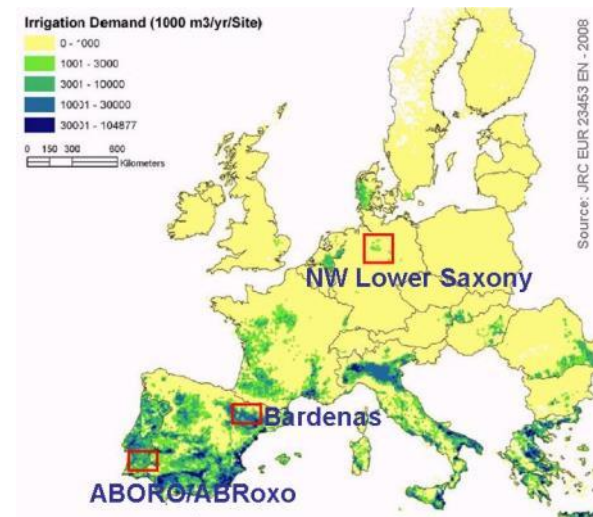 Irrigation Demand (1000 m3/yr/Site)
0 - 1000
1001 - 3000
3001 - 10000
10001 - 30000
30001 - 104877
0 150 300 600
Kilometers
Source: JRC EUR 23453 EN - 2008
NW Lower Saxony
Bardenas
ABORO/ABRoxo